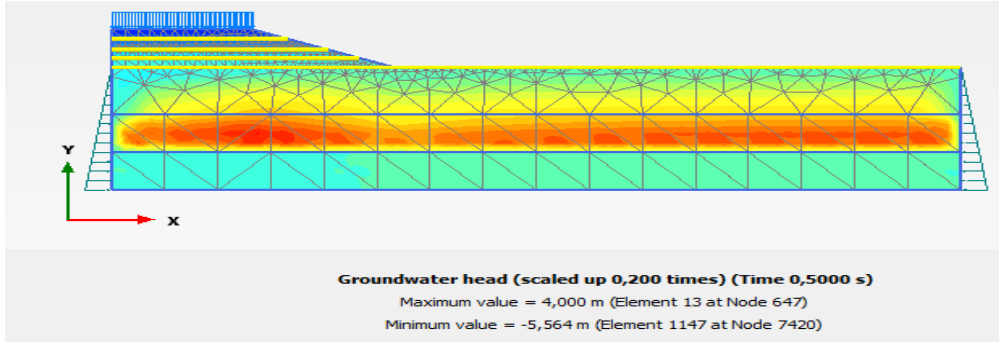 Y
X
Groundwater head (scaled up 0,200 times) (Time 0,5000 s)
Maximum value = 4,000 m (Element 13 at Node 647)
Minimum value = -5,564 m (Element 1147 at Node 7420)